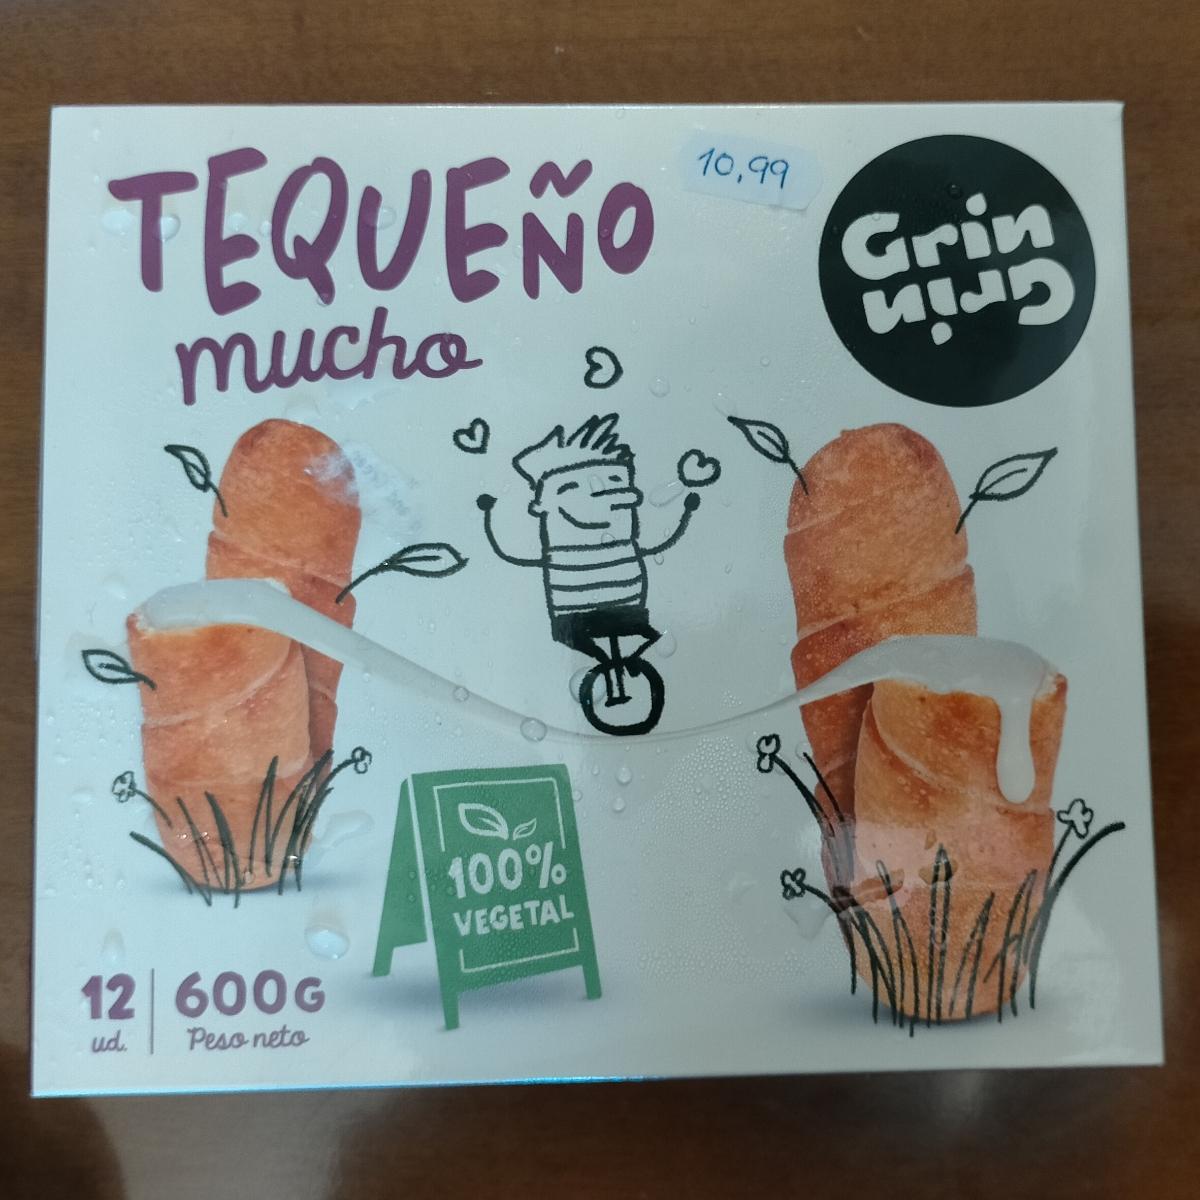 TEQUEÑO
mucho
10,99
Grin
Grin
100%
VEGETAL
12
ud.
600G
Peso neto